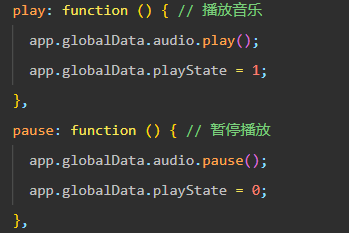 play: function () { // 播放音乐
app.globalData.audio.play();
app.globalData.playState = 1;
},
pause: function () { // 暂停播放
app.globalData.audio.pause();
app.globalData.playState = 0;
},